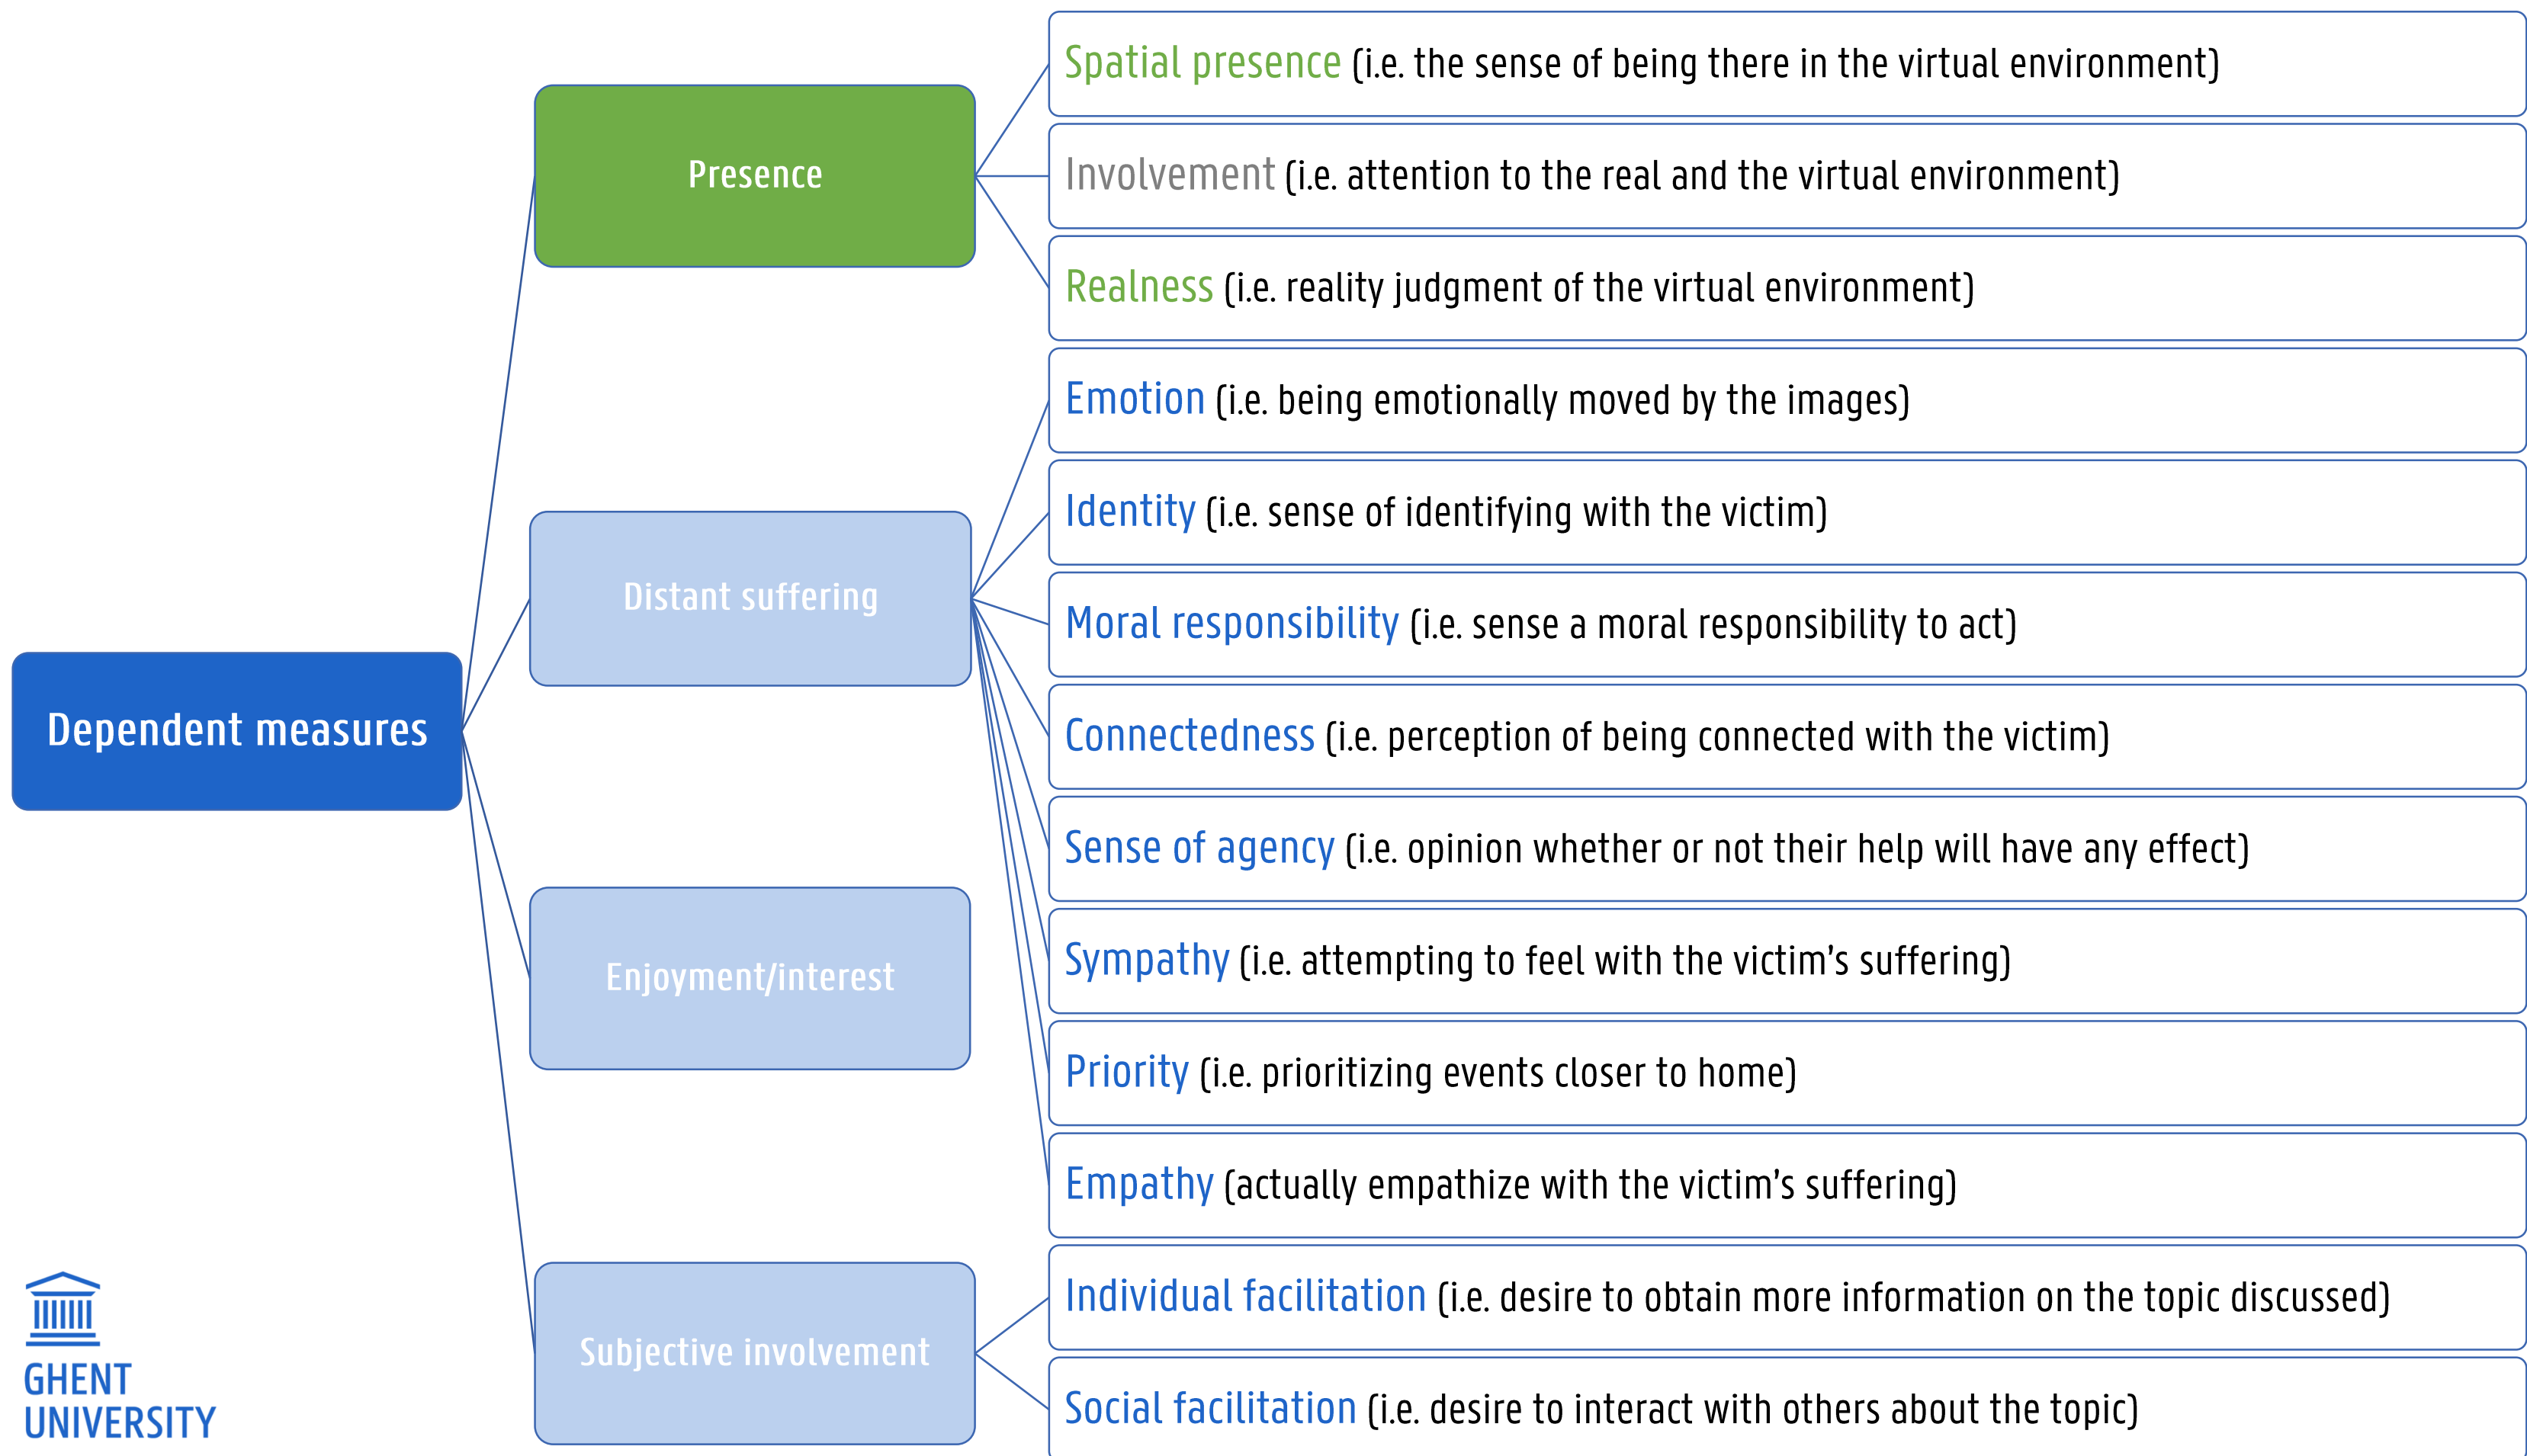 Dependent measures
Presence
Spatial presence (i.e. the sense of being there in the virtual environment)
Involvement (i.e. attention to the real and the virtual environment)
Realness (i.e. reality judgment of the virtual environment)
Distant suffering
Emotion (i.e. being emotionally moved by the images)
Identity (i.e. sense of identifying with the victim)
Moral responsibility (i.e. sense a moral responsibility to act)
Connectedness (i.e. perception of being connected with the victim)
Sense of agency (i.e. opinion whether or not their help will have any effect)
Sympathy (i.e. attempting to feel with the victim’s suffering)
Priority (i.e. prioritizing events closer to home)
Empathy (actually empathize with the victim’s suffering)
Enjoyment/interest
Subjective involvement
Individual facilitation (i.e. desire to obtain more information on the topic discussed)
Social facilitation (i.e. desire to interact with others about the topic)
GHENT
UNIVERSITY